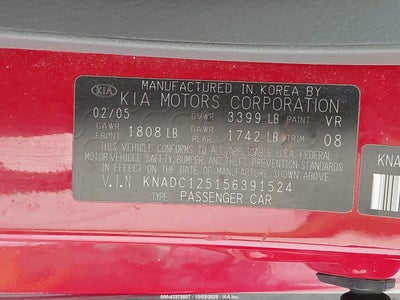 MANUFACTURED IN KOREA BY
KIA KIA MOTORS CORPORATION
02/05 GVWR 3399 LB PAINT VR
GAWR FRONT 1808 LB GAWR REAR 1742 LB TRIM 08
THIS VEHICLE CONFORMS TO ALL APPLICABLE U.S.A. FEDERAL
MOTOR VEHICLE SAFETY, BUMPER, AND THEFT PREVENTION STANDARDS
IN EFFECT ON THE DATE OF MANUFACTURE SHOWN ABOVE.
V.I.N KNADC125156391524
TYPE: PASSENGER CAR
KNA